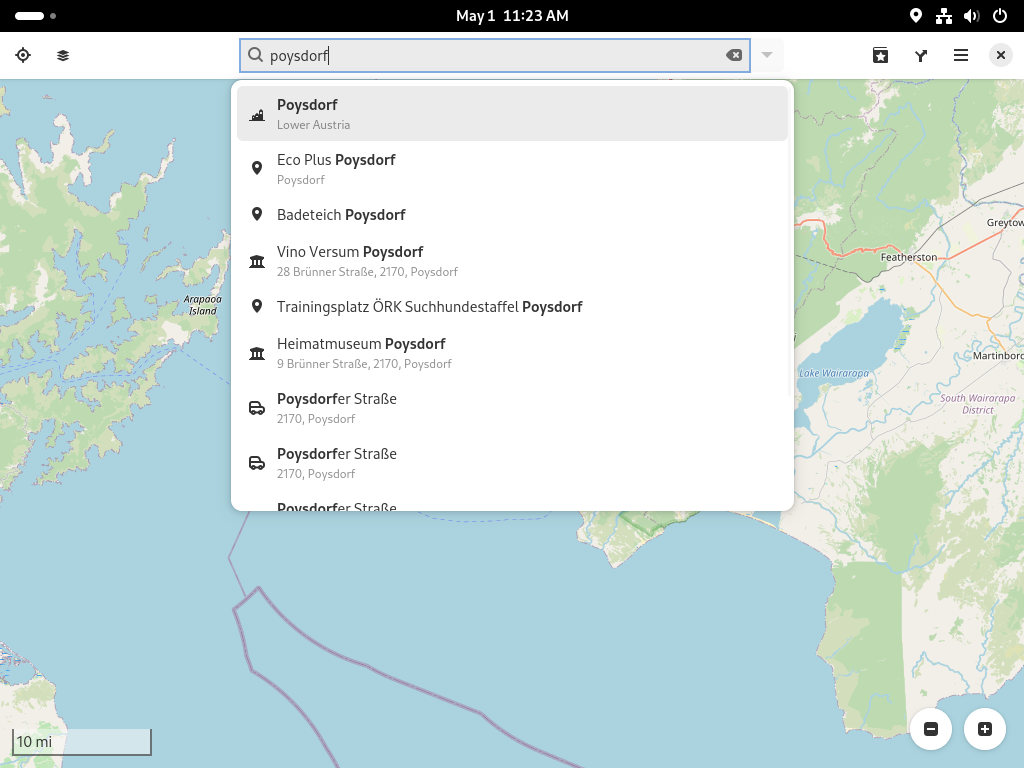 May 1 11:23 AM
poysdorf
Poysdorf
Lower Austria
Eco Plus Poysdorf
Poysdorf
Badeteich Poysdorf
Vino Versum Poysdorf
28 Brünner Straße, 2170, Poysdorf
Trainingsplatz ÖRK Suchhundestaffel Poysdorf
Heimatmuseum Poysdorf
9 Brünner Straße, 2170, Poysdorf
Poysdorfer Straße
2170, Poysdorf
Poysdorfer Straße
2170, Poysdorf
Poysdorfer Straße
Arapaoa
Island
Greytow
Featherston
Martinboro
Lake Wairarapa
South Wairarapa
District
10 mi